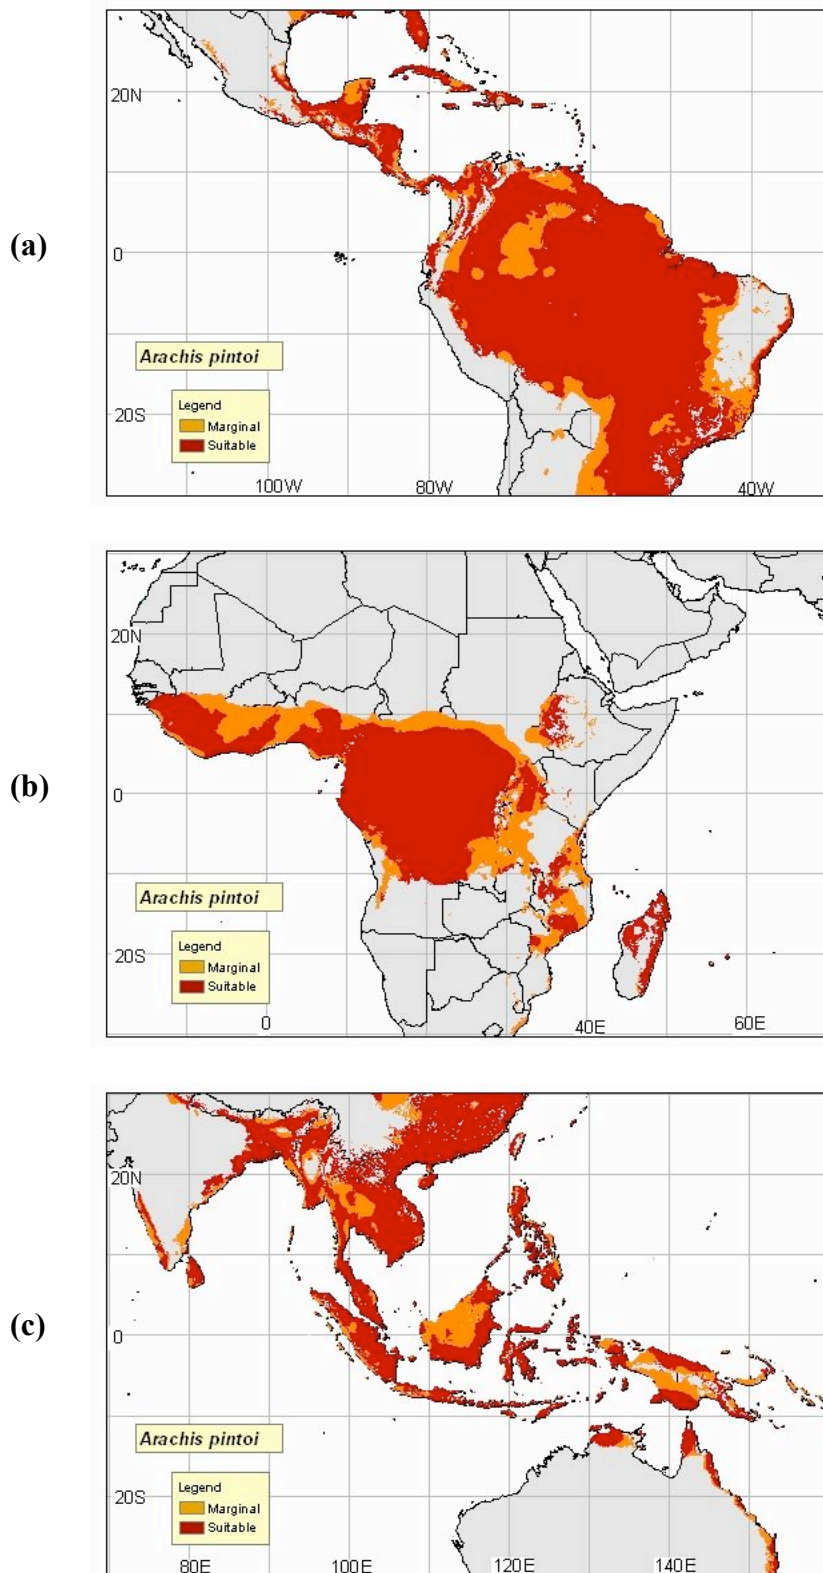 (a)
20N
0
20S
Arachis pintoi
Legend
Marginal
Suitable
100W
80W
40W
(b)
20N
0
20S
Arachis pintoi
Legend
Marginal
Suitable
0
40E
60E
(c)
20N
0
20S
Arachis pintoi
Legend
Marginal
Suitable
80E
100E
120E
140E